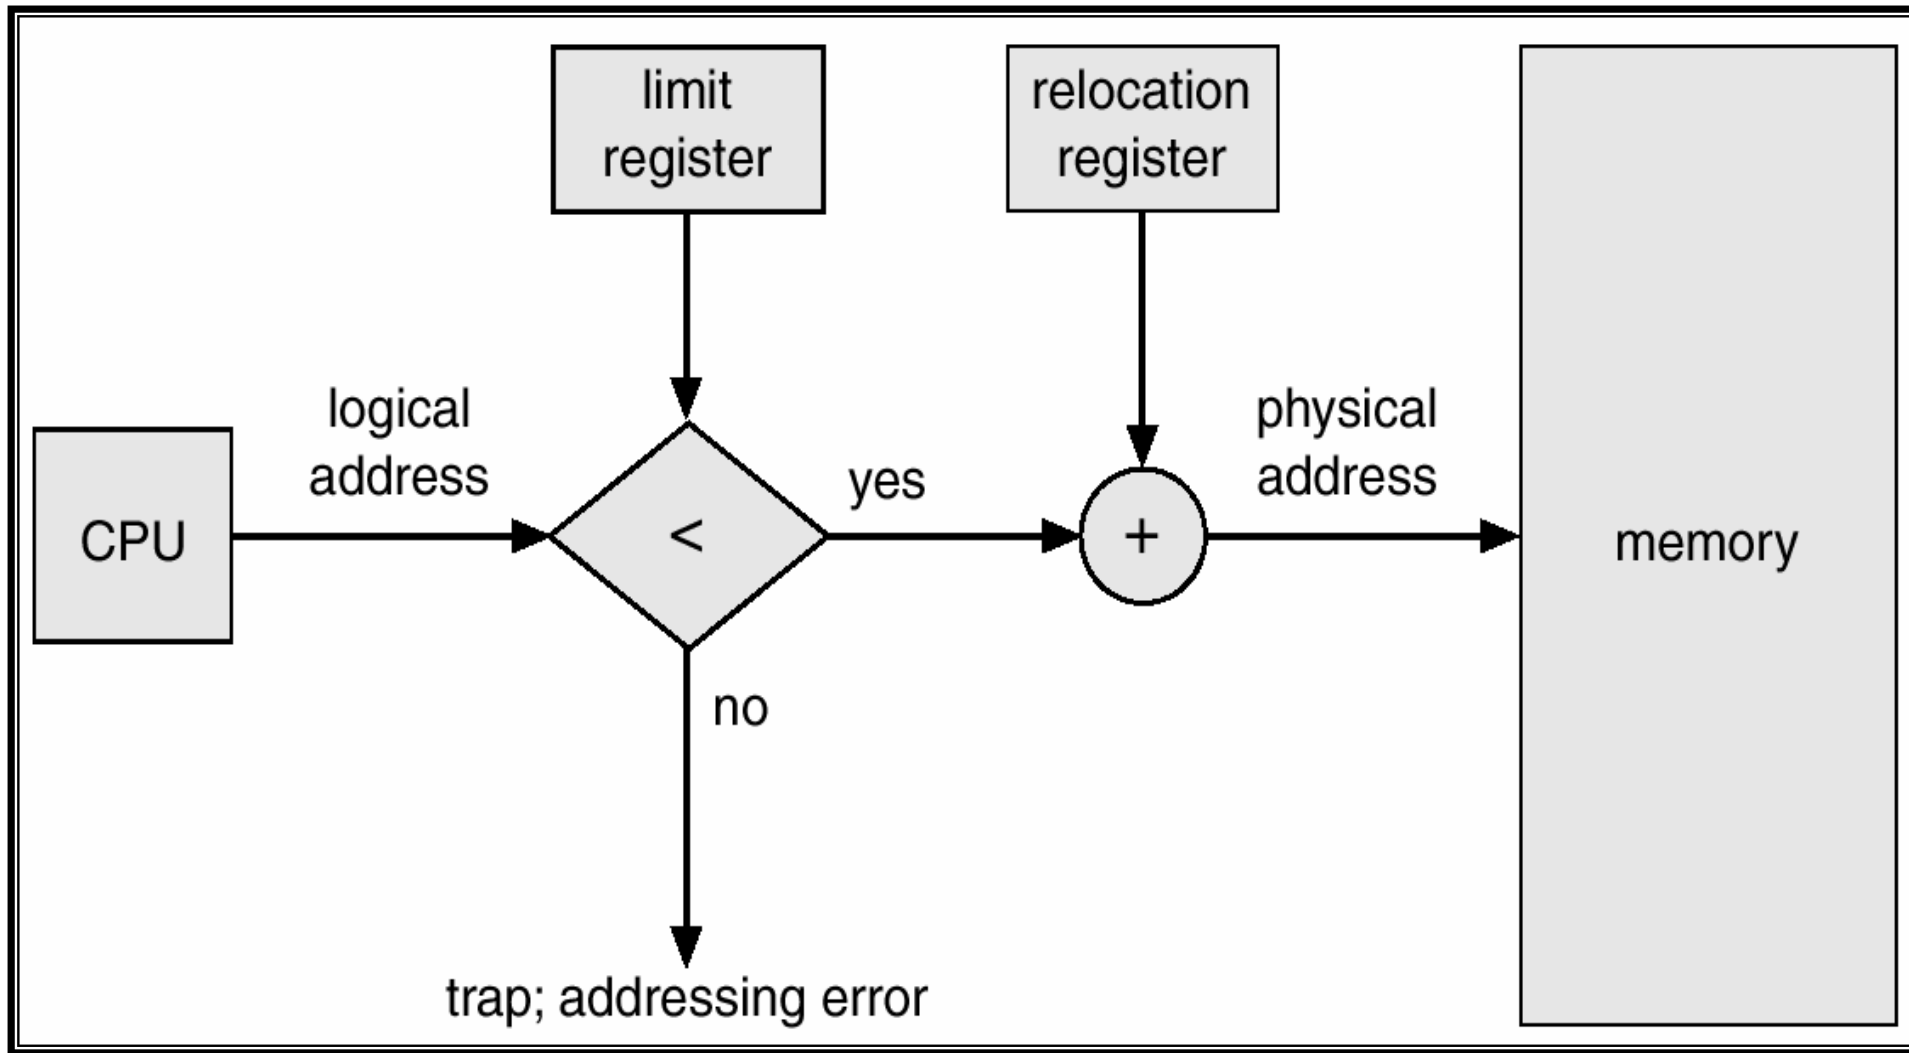 limit
register
relocation
register
logical
address
physical
address
yes
CPU
<
+
memory
no
trap; addressing error